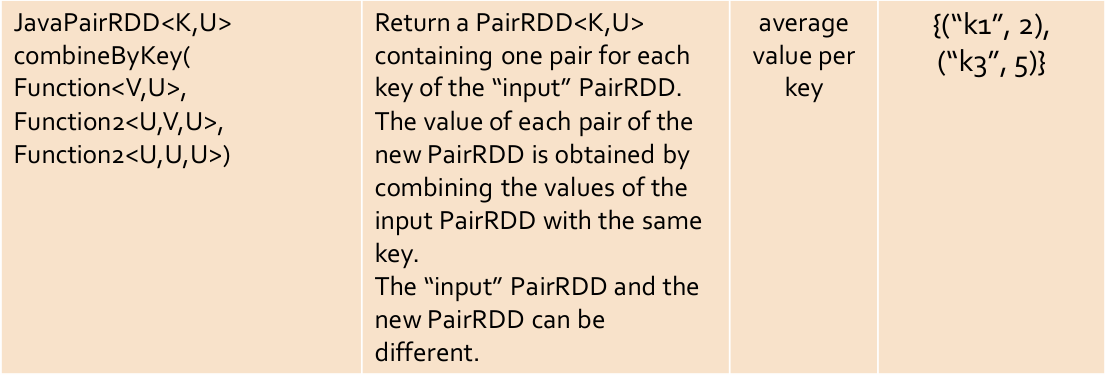 JavaPairRDD<K,U>
combineByKey(
Function<V,U>,
Function2<U,V,U>,
Function2<U,U,U>)
Return a PairRDD<K,U>
containing one pair for each
key of the “input” PairRDD.
The value of each pair of the
new PairRDD is obtained by
combining the values of the
input PairRDD with the same
key.
The “input” PairRDD and the
new PairRDD can be
different.
average
value per
key
{(“k1”, 2),
(“k3”, 5)}